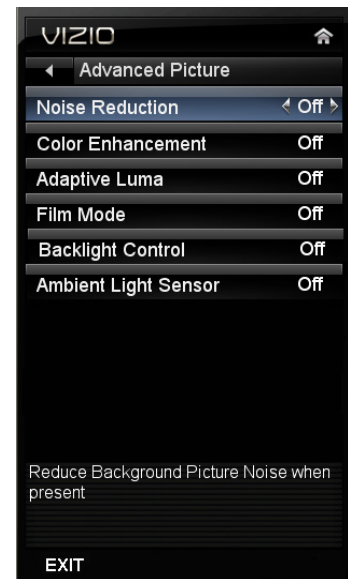 VIZIO
Advanced Picture
Noise Reduction Off
Color Enhancement Off
Adaptive Luma Off
Film Mode Off
Backlight Control Off
Ambient Light Sensor Off
Reduce Background Picture Noise when
present
EXIT